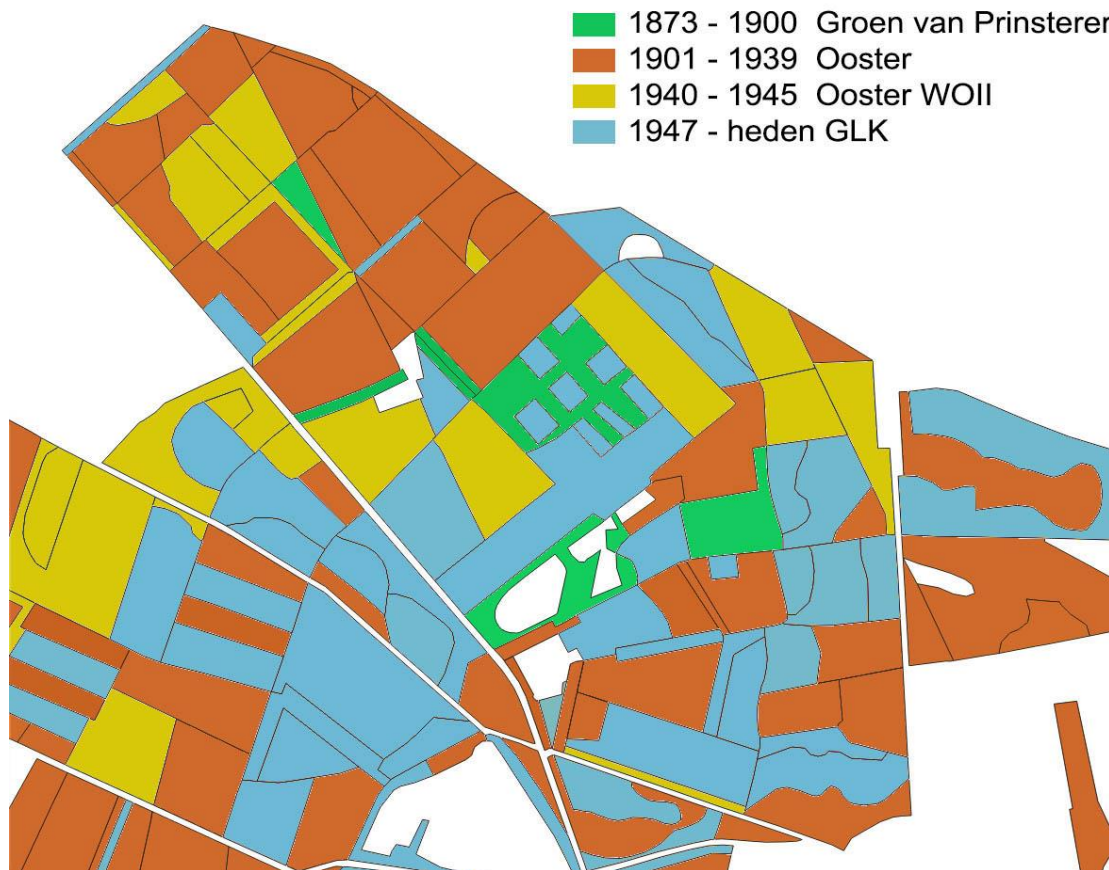 1873 - 1900 Groen van Prinsterer
1901 - 1939 Ooster
1940 - 1945 Ooster WOII
1947 - heden GLK